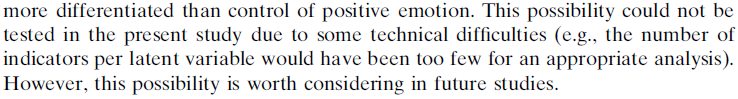 more differentiated than control of positive emotion. This possibility could not be
tested in the present study due to some technical difficulties (e.g., the number of
indicators per latent variable would have been too few for an appropriate analysis).
However, this possibility is worth considering in future studies.